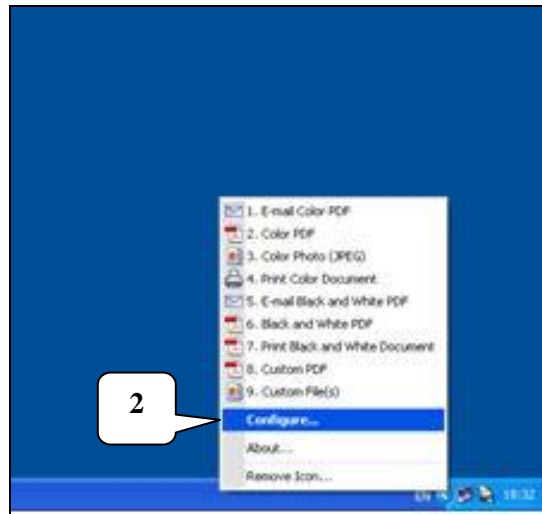 1. E-mail Color PDF
2. Color PDF
3. Color Photo (JPEG)
4. Print Color Document
5. E-mail Black and White PDF
6. Black and White PDF
7. Print Black and White Document
8. Custom PDF
9. Custom File(s)
2
Configure...
About...
Remove Icon...
EN
18:32